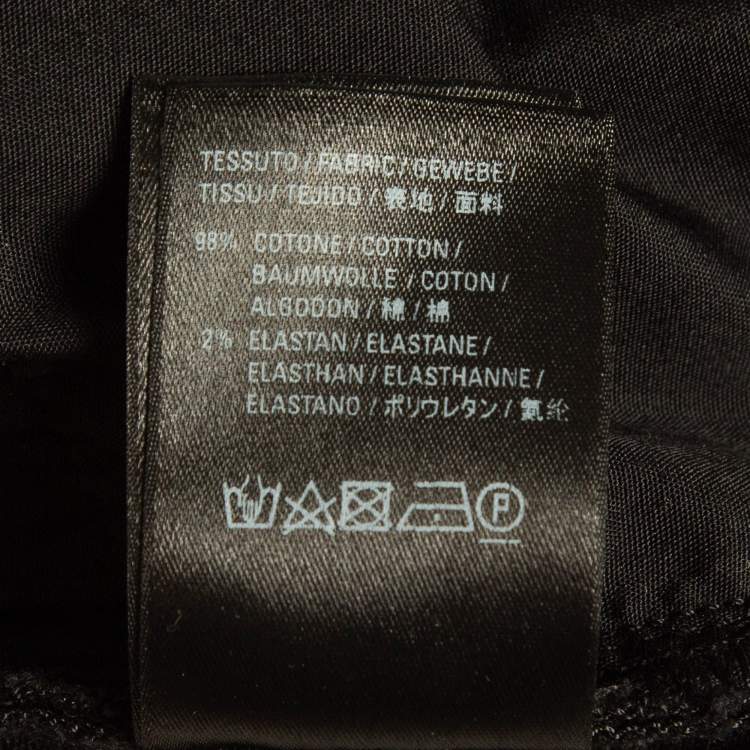 TESSUTO / FABRIC / GEWEBE /
TISSU / TEJIDO / 表地 / 面料
98% COTONE / COTTON /
BAUMWOLLE / COTON /
ALGODON / 綿 / 棉
2% ELASTAN / ELASTANE /
ELASTHAN / ELASTHANNE /
ELASTANO / ポリウレタン / 氨纶
P